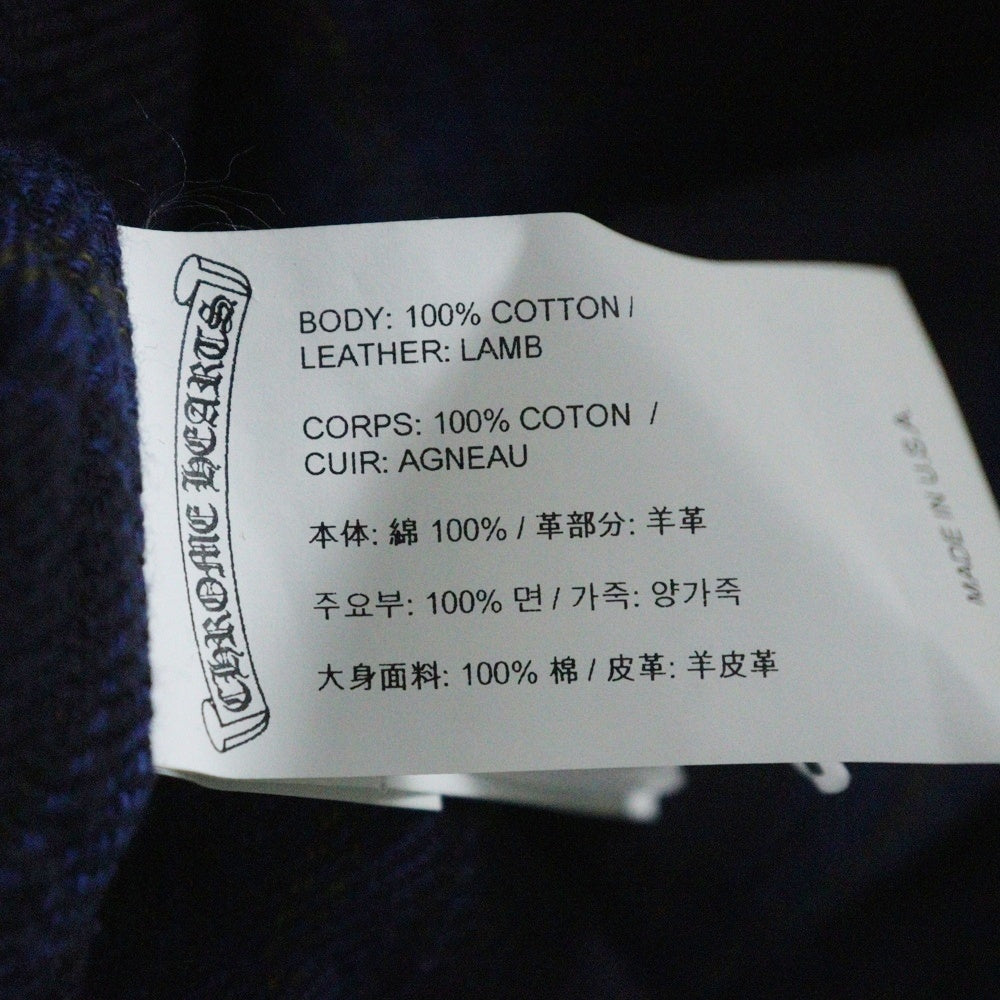 CHROME HEARTS
BODY: 100% COTTON /
LEATHER: LAMB
CORPS: 100% COTON /
CUIR: AGNEAU
本体: 綿 100% / 革部分: 羊革
주요부: 100% 면 / 가죽: 양가죽
大身面料: 100% 棉 / 皮革: 羊皮革
MADE IN U.S.A